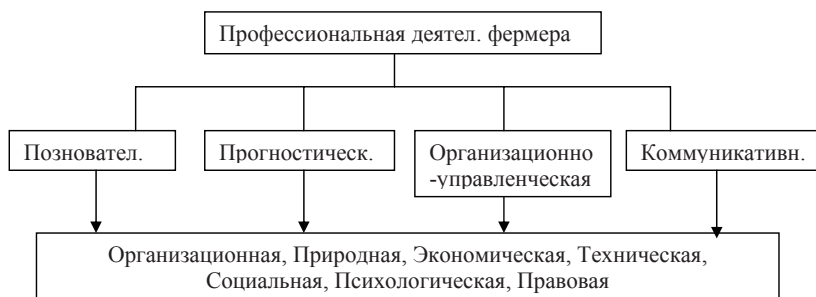 Профессиональная деятел. фермера
Позновател.
Прогностическ.
Организационно
-управленческая
Коммуникативн.
Организационная, Природная, Экономическая, Техническая,
Социальная, Психологическая, Правовая